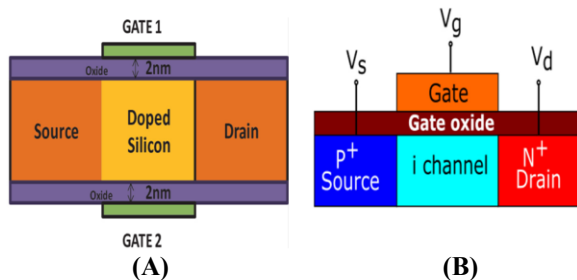 GATE 1
Oxide 2nm
Source Doped Silicon Drain
Oxide 2nm
GATE 2
(A)
Vg
Vs Vd
Gate
Gate oxide
P+ Source
i channel
N+ Drain
(B)